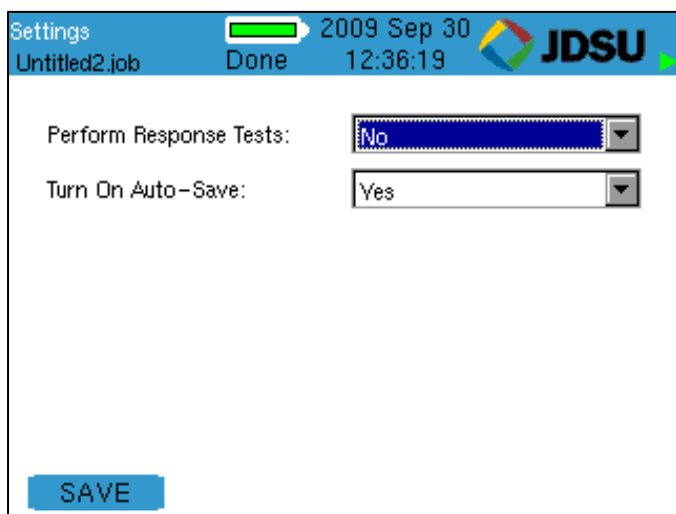 Settings
2009 Sep 30
JDSU
Untitled2.job
Done
12:36:19
Perform Response Tests:
No
Turn On Auto-Save:
Yes
SAVE